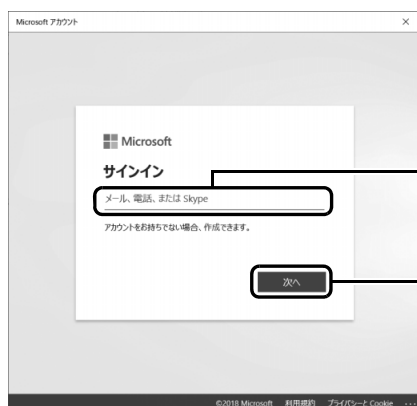 Microsoft アカウント
Microsoft
サインイン
メール、電話、または Skype
アカウントをお持ちでない場合、作成できます。
次へ
©2018 Microsoft 利用規約 プライバシーと Cookie ...